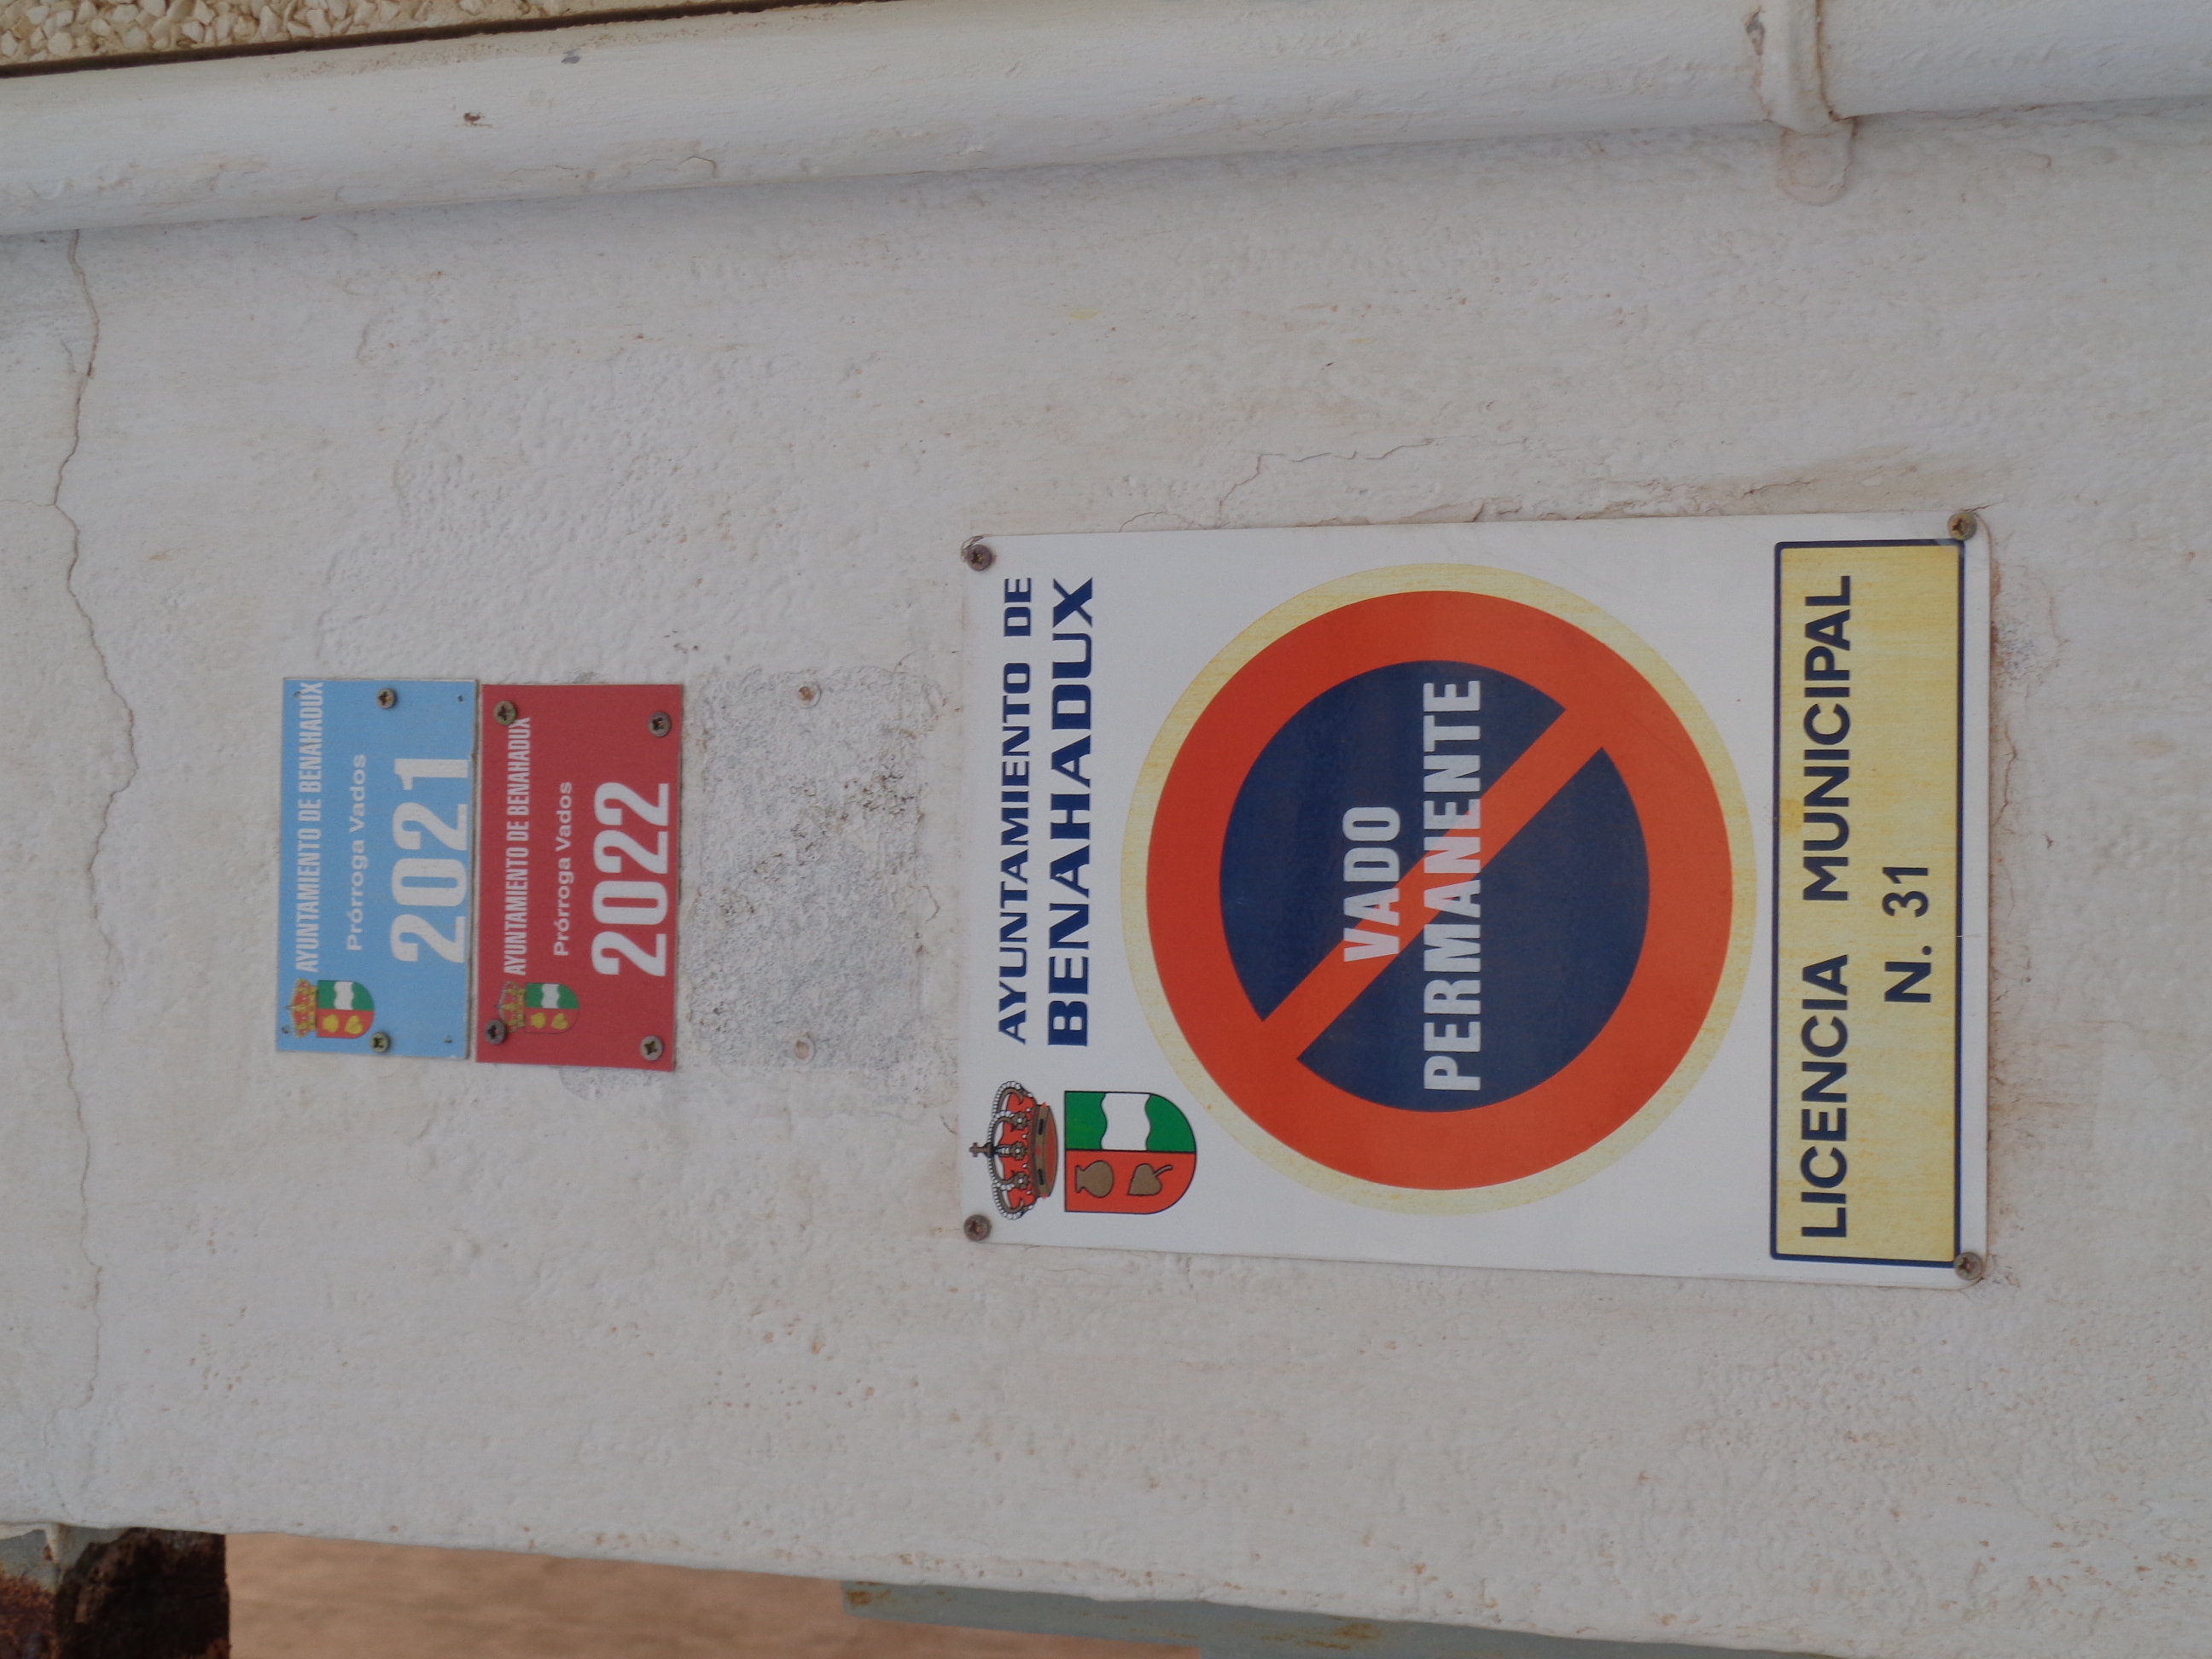 AYUNTAMIENTO DE BENAHADUX
Prórroga Vados
2021
AYUNTAMIENTO DE BENAHADUX
Prórroga Vados
2022
AYUNTAMIENTO DE
BENAHADUX
VADO
PERMANENTE
LICENCIA MUNICIPAL
N. 31